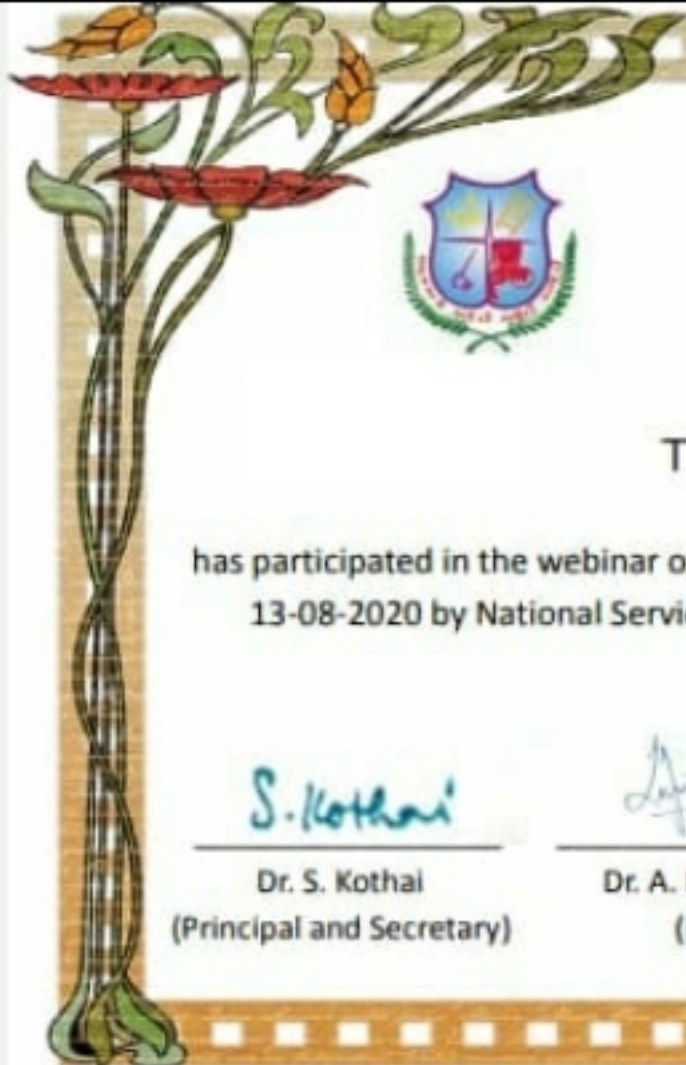 T
has participated in the webinar o
13-08-2020 by National Servi
S. Kothai
Dr. S. Kothai
Dr. A.
(Principal and Secretary)
(